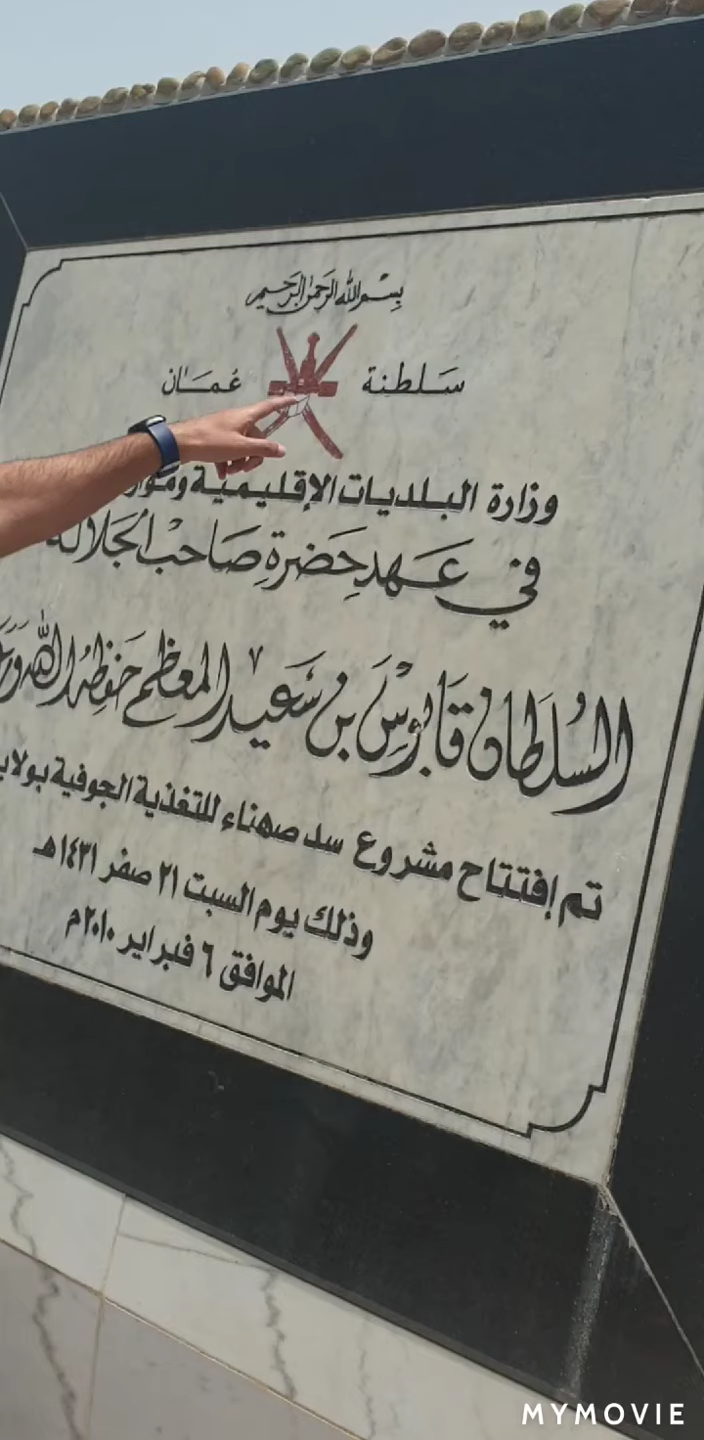 بسم الله الرحمن الرحيم
سلطنة عمان
وزارة البلديات الإقليمية
في عهد حضرة صاحب الجلالة
السلطان قابوس بن سعيد المعظم حفظه الله
تم إفتتاح مشروع سد صهناء للتغذية الجوفية
وذلك يوم السبت ٢١ صفر ١٤٣١هـ
الموافق ٦ فبراير ٢٠١٠م
MYMOVIE